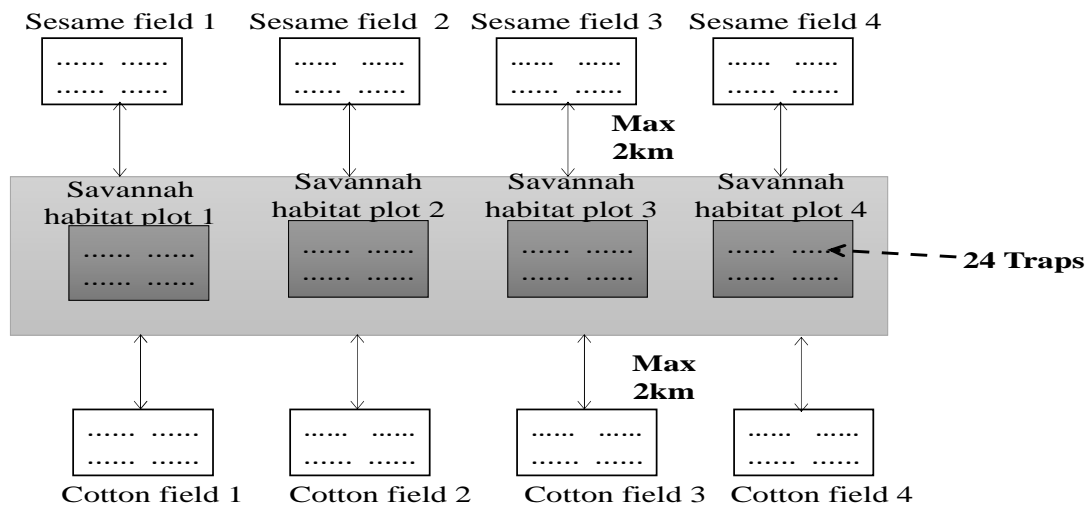 Sesame field 1
Sesame field  2
Sesame field 3
Sesame field 4
Max
2km
Savannah
habitat plot 1
Savannah
habitat plot 2
Savannah
habitat plot 3
Savannah
habitat plot 4
24 Traps
Max
2km
Cotton field 1
Cotton field 2
Cotton field 3
Cotton field 4